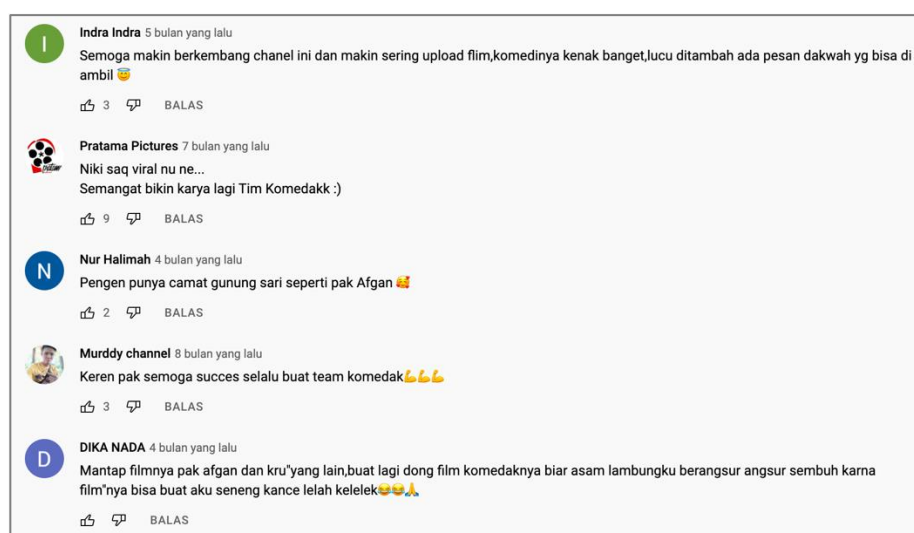 I
Indra Indra 5 bulan yang lalu
Semoga makin berkembang chanel ini dan makin sering upload flim,komedinya kenak banget,lucu ditambah ada pesan dakwah yg bisa di
ambil 😇
3 BALAS
Pratama Pictures 7 bulan yang lalu
Niki saq viral nu ne...
Semangat bikin karya lagi Tim Komedakk :)
9 BALAS
N
Nur Halimah 4 bulan yang lalu
Pengen punya camat gunung sari seperti pak Afgan 🥰
2 BALAS
Murddy channel 8 bulan yang lalu
Keren pak semoga succes selalu buat team komedak💪💪💪
3 BALAS
D
DIKA NADA 4 bulan yang lalu
Mantap filmnya pak afgan dan kru"yang lain,buat lagi dong film komedaknya biar asam lambungku berangsur angsur sembuh karna
film"nya bisa buat aku seneng kance lelah kelelek😂😂🙏
BALAS